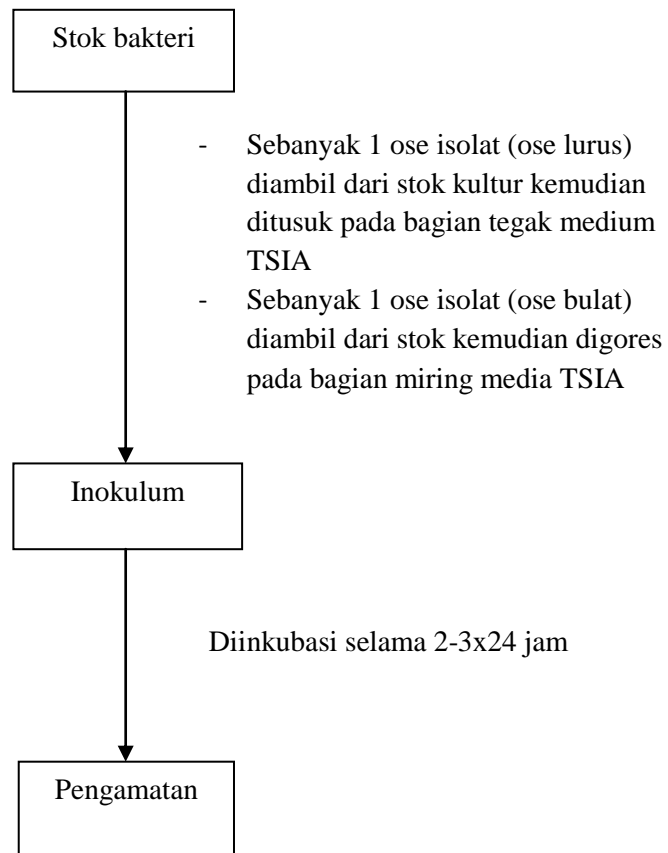 Stok bakteri
- Sebanyak 1 ose isolat (ose lurus)
diambil dari stok kultur kemudian
ditusuk pada bagian tegak medium
TSIA
- Sebanyak 1 ose isolat (ose bulat)
diambil dari stok kemudian digores
pada bagian miring media TSIA
Inokulum
Diinkubasi selama 2-3x24 jam
Pengamatan